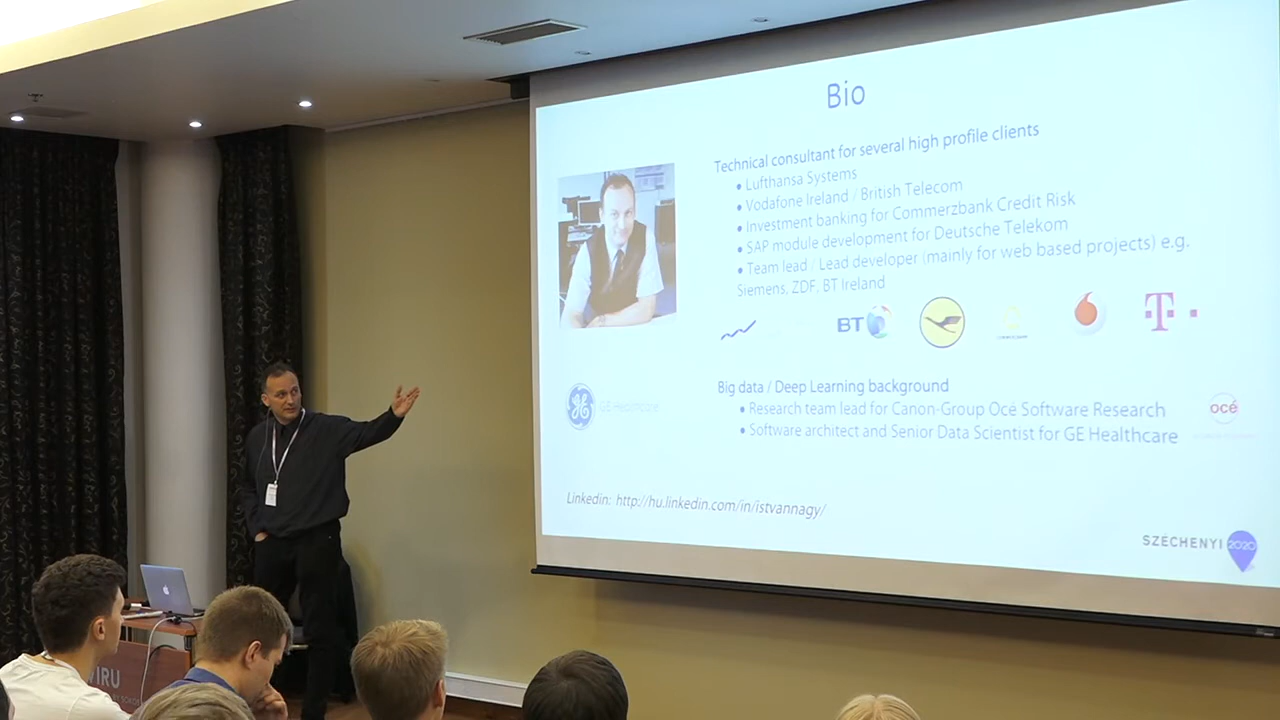 Bio
Technical consultant for several high profile clients
• Lufthansa Systems
• Vodafone Ireland / British Telecom
• Investment banking for Commerzbank Credit Risk
• SAP module development for Deutsche Telekom
• Team lead / Lead developer (mainly for web based projects) e.g.
Siemens, ZDF, BT Ireland
BT
T
GE Healthcare
Big data / Deep Learning background
• Research team lead for Canon-Group Océ Software Research
• Software architect and Senior Data Scientist for GE Healthcare
océ
Linkedin: http://hu.linkedin.com/in/istvannagy/
SZÉCHENYI 2020
VIRU